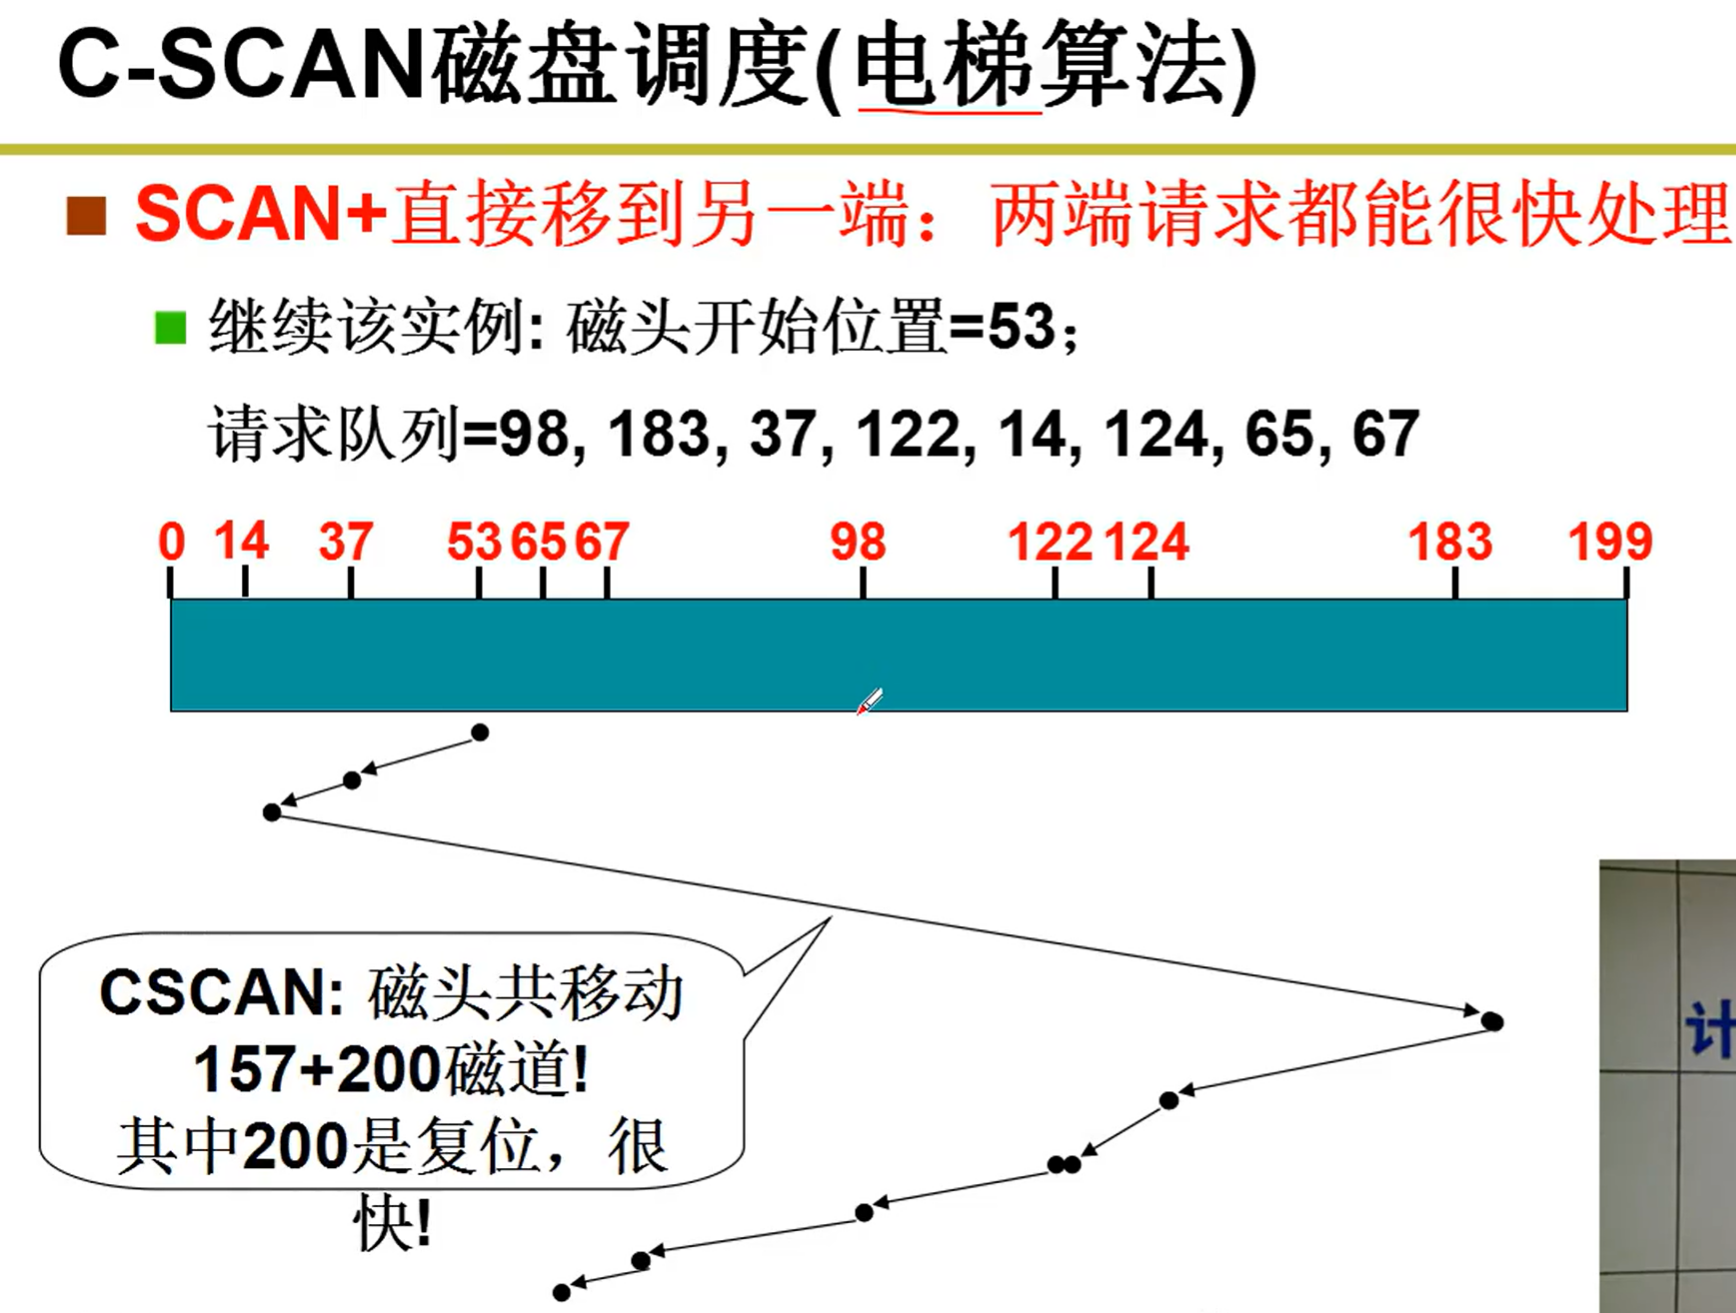 C-SCAN磁盘调度(电梯算法)
SCAN+直接移到另一端：两端请求都能很快处理
继续该实例: 磁头开始位置=53；
请求队列=98, 183, 37, 122, 14, 124, 65, 67
0 14 37 53 65 67 98 122 124 183 199
CSCAN: 磁头共移动
157+200磁道!
其中200是复位，很
快!
计